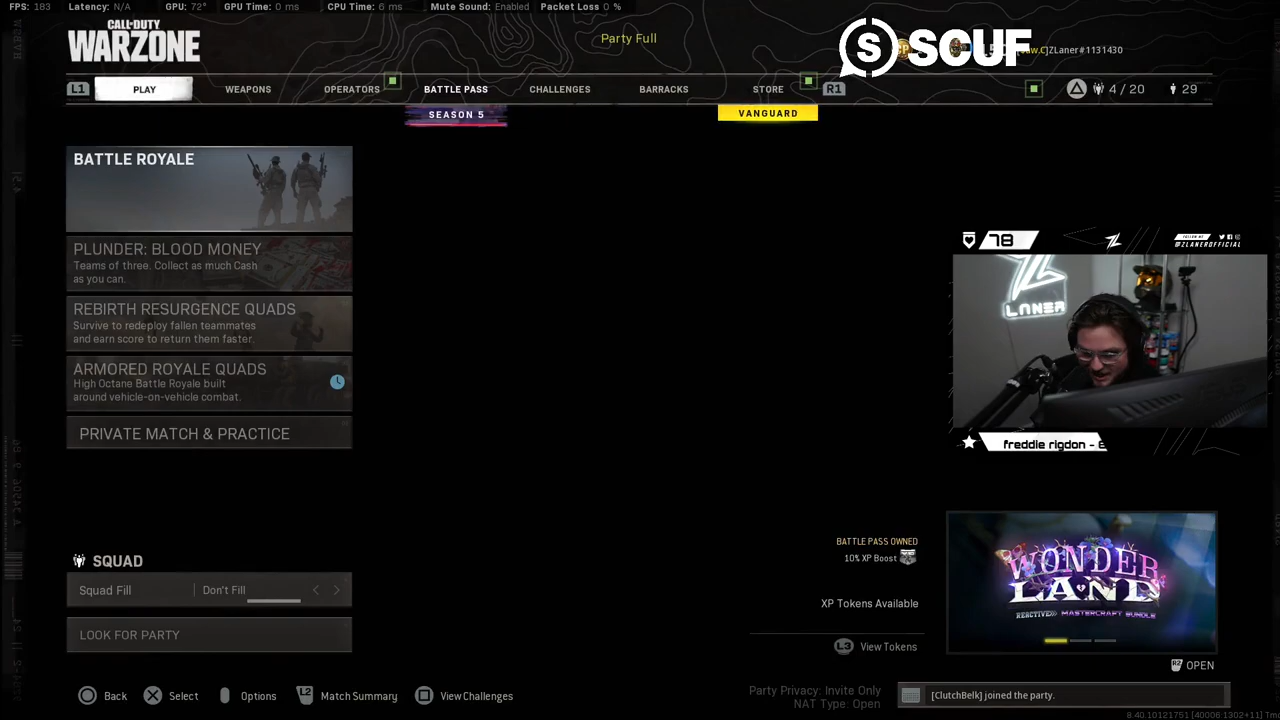 FPS: 183 Latency: N/A GPU: 72° GPU Time: 0 ms CPU Time: 6 ms Mute Sound: Enabled Packet Loss 0 %
CALL OF DUTY
WARZONE
Party Full
S SCUF
ZLaner#1131430
L1 PLAY WEAPONS OPERATORS BATTLE PASS CHALLENGES BARRACKS STORE R1
4 / 20 29
SEASON 5
VANGUARD
BATTLE ROYALE
PLUNDER: BLOOD MONEY
Teams of three. Collect as much Cash
as you can.
REBIRTH RESURGENCE QUADS
Survive to redeploy fallen teammates
and earn score to return them faster.
ARMORED ROYALE QUADS
High Octane Battle Royale built
around vehicle-on-vehicle combat.
PRIVATE MATCH & PRACTICE
78
FOLLOW ME
@ZLANEROFFICIAL
LANER
freddie rigdon -
SQUAD
Squad Fill Don't Fill
LOOK FOR PARTY
BATTLE PASS OWNED
10% XP Boost
XP Tokens Available
L3 View Tokens
WONDER
LAND
REACTIVE MASTERCRAFT BUNDLE
R2 OPEN
Back Select Options L2 Match Summary View Challenges
Party Privacy: Invite Only
NAT Type: Open
[ClutchBelk] joined the party.